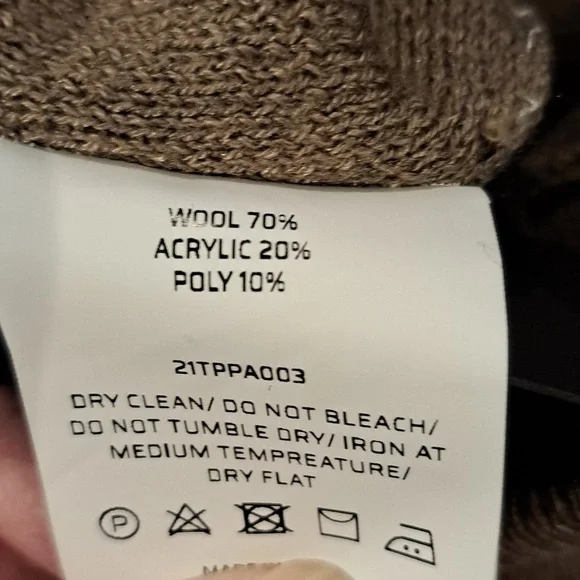 WOOL 70%
ACRYLIC 20%
POLY 10%
21TPPA003
DRY CLEAN/ DO NOT BLEACH/
DO NOT TUMBLE DRY/ IRON AT
MEDIUM TEMPREATURE/
DRY FLAT
P